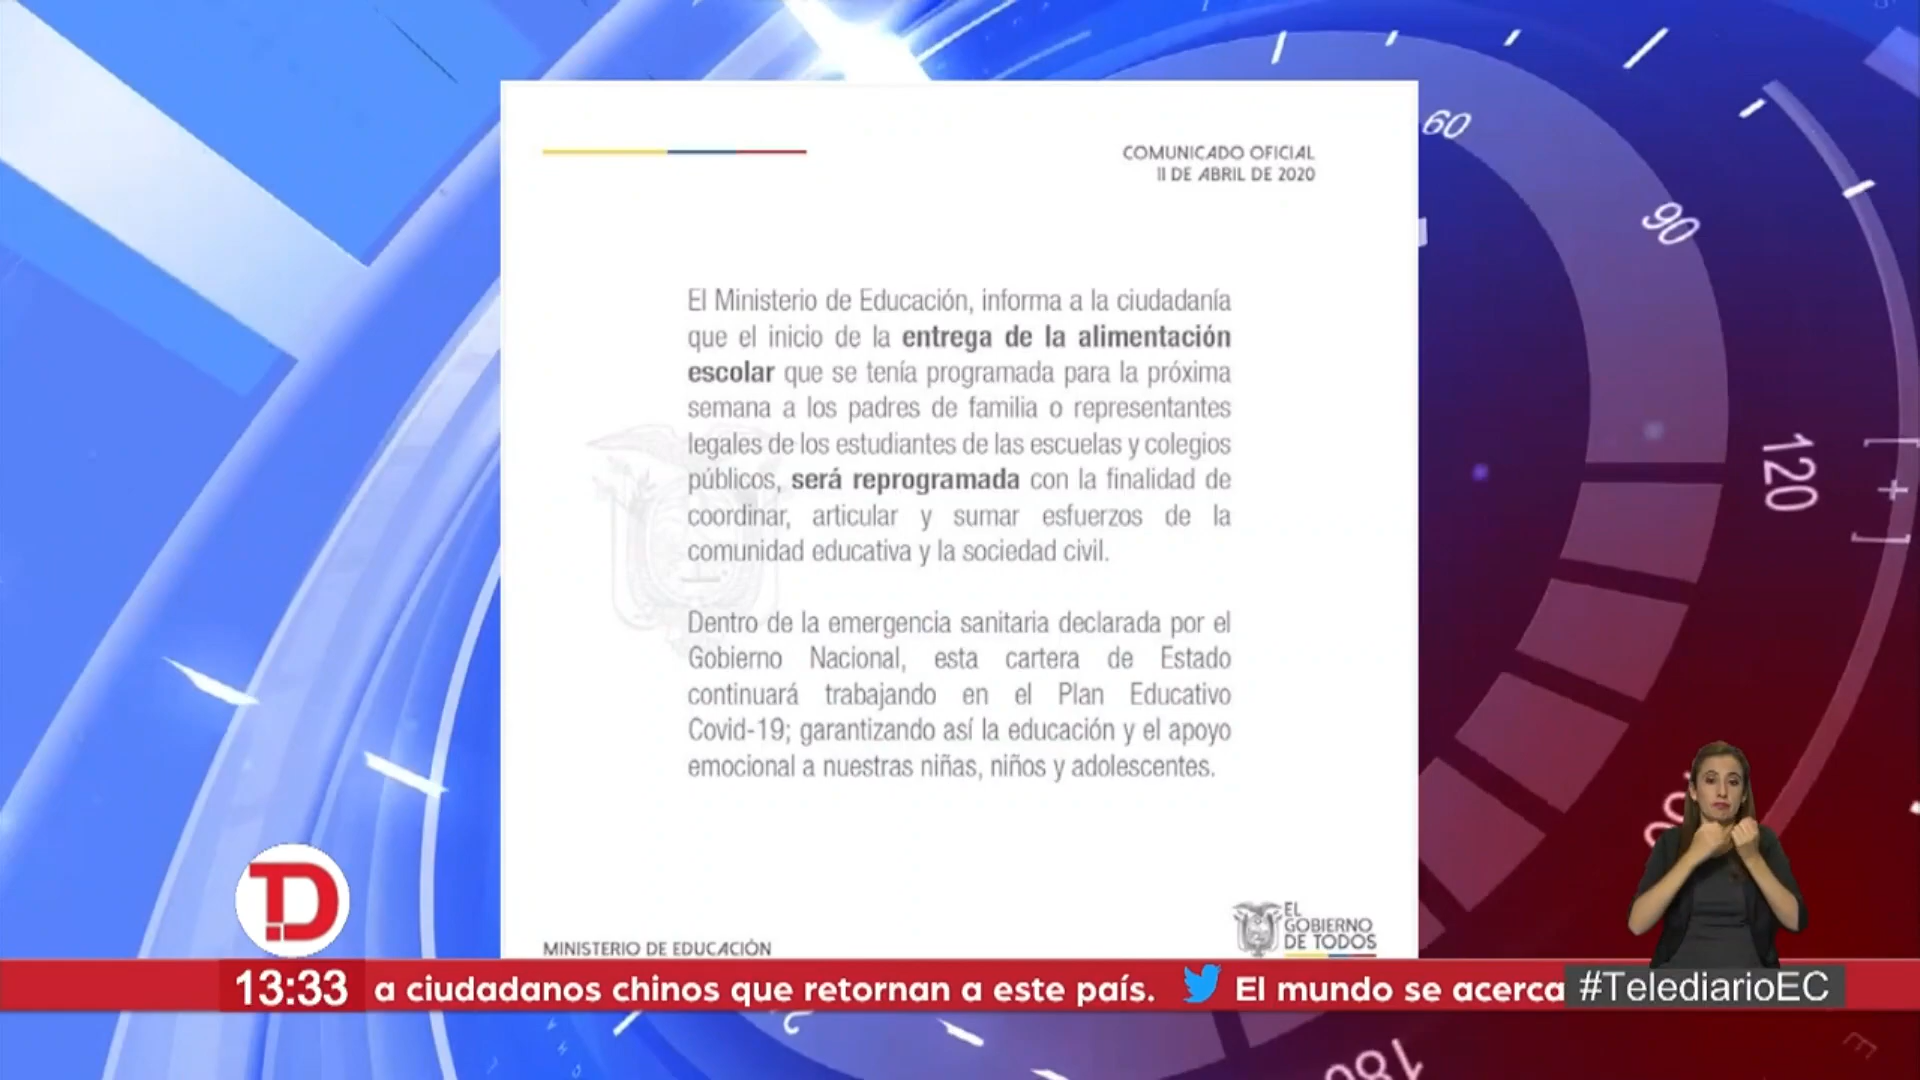 60
90
120
[+]
180
COMUNICADO OFICIAL
11 DE ABRIL DE 2020
El Ministerio de Educación, informa a la ciudadanía
que el inicio de la entrega de la alimentación
escolar que se tenía programada para la próxima
semana a los padres de familia o representantes
legales de los estudiantes de las escuelas y colegios
públicos, será reprogramada con la finalidad de
coordinar, articular y sumar esfuerzos de la
comunidad educativa y la sociedad civil.
Dentro de la emergencia sanitaria declarada por el
Gobierno Nacional, esta cartera de Estado
continuará trabajando en el Plan Educativo
Covid-19; garantizando así la educación y el apoyo
emocional a nuestras niñas, niños y adolescentes.
MINISTERIO DE EDUCACIÓN
EL
GOBIERNO
DE TODOS
TD
13:33 a ciudadanos chinos que retornan a este país. El mundo se acerca #TelediarioEC